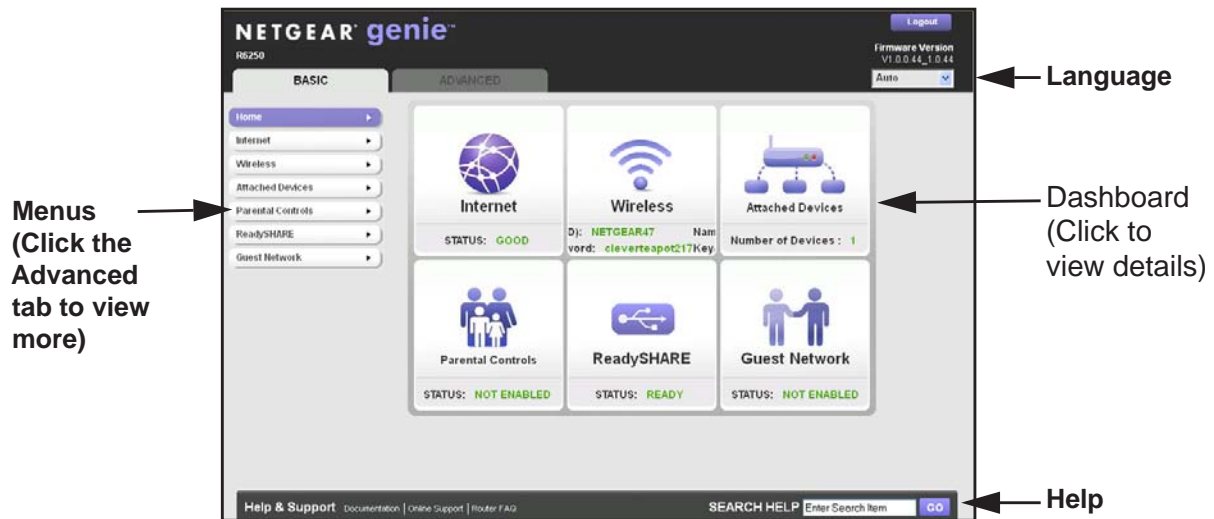 NETGEAR® genie™
R6250
Logout
Firmware Version
V1.0.0.44_1.0.44
Auto
BASIC
ADVANCED
Language
Home
Internet
Wireless
Attached Devices
Parental Controls
ReadySHARE
Guest Network
Menus
(Click the
Advanced
tab to view
more)
Internet
STATUS: GOOD
Wireless
D): NETGEAR47 Nam
vord: cleverteapot217Key
Attached Devices
Number of Devices : 1
Dashboard
(Click to
view details)
Parental Controls
STATUS: NOT ENABLED
ReadySHARE
STATUS: READY
Guest Network
STATUS: NOT ENABLED
Help & Support Documentation | Online Support | Router FAQ
SEARCH HELP Enter Search Item GO
Help